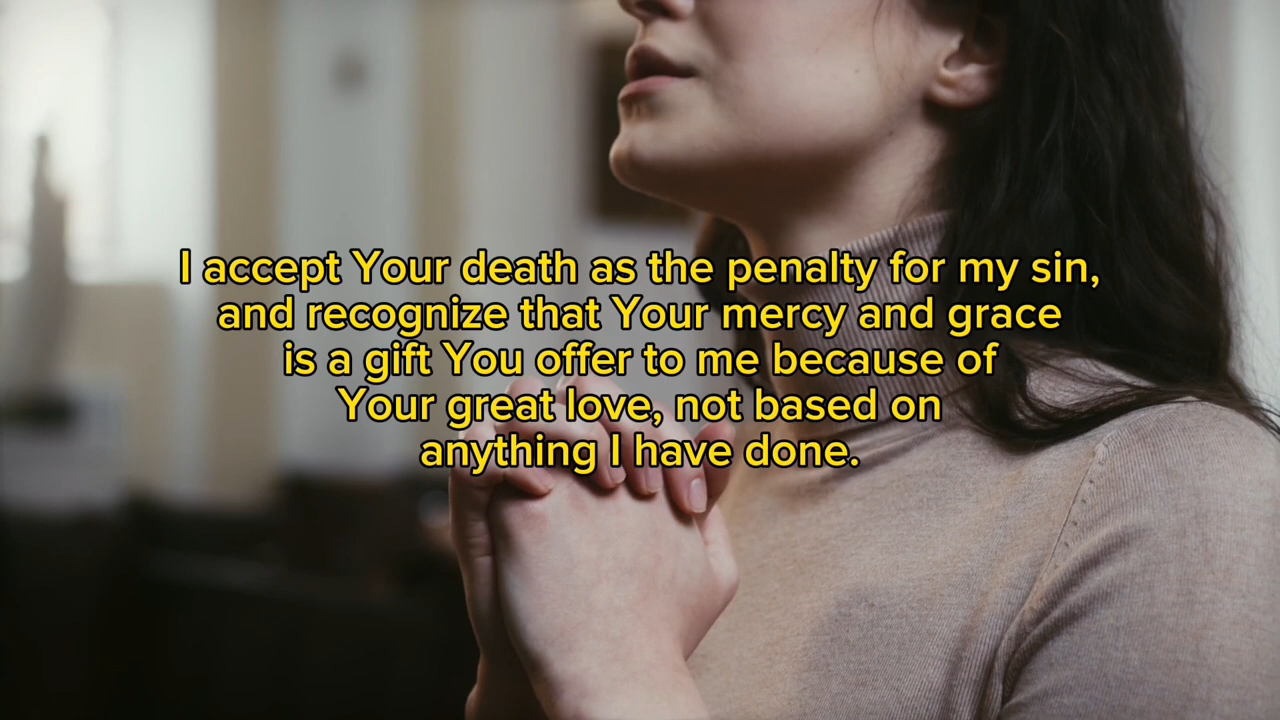 I accept Your death as the penalty for my sin,
and recognize that Your mercy and grace
is a gift You offer to me because of
Your great love, not based on
anything I have done.